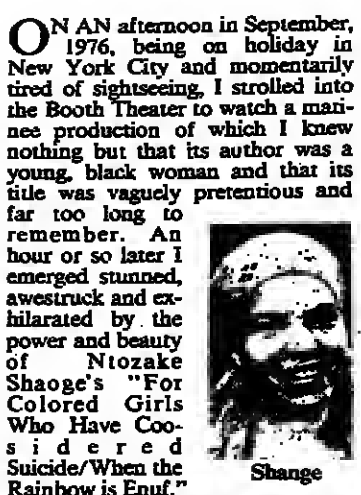 ON AN afternoon in September,
1976, being on holiday in
New York City and momentarily
tired of sightseeing, I strolled into
the Booth Theater to watch a mati-
nee production of which I knew
nothing but that its author was a
young, black woman and that its
title was vaguely pretentious and
far too long to
remember. An
hour or so later I
emerged stunned,
awestruck and ex-
hilarated by the
power and beauty
of Ntozake
Shaoge's "For
Colored Girls
Who Have Coo-
sidered
Suicide/When the
Rainbow is Enuf."
Shange